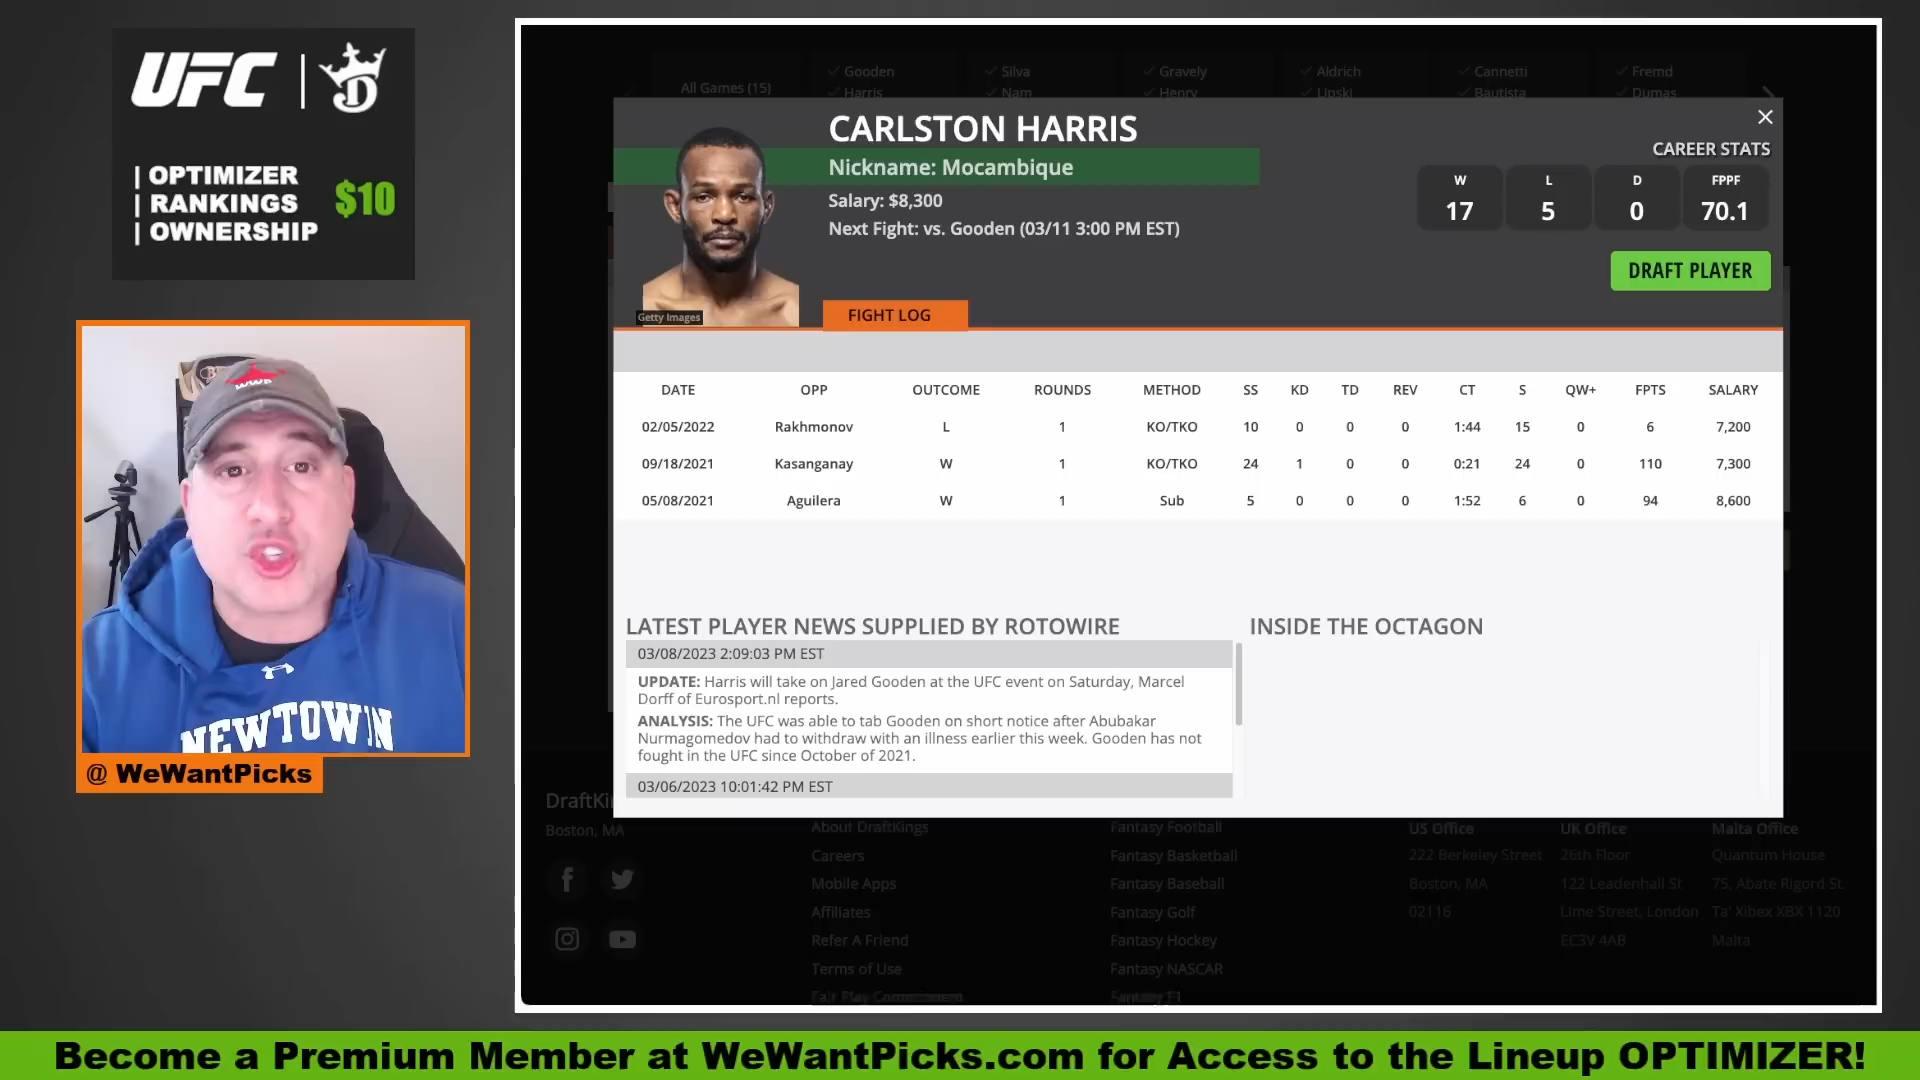 UFC
D
| OPTIMIZER
| RANKINGS
| OWNERSHIP
$10
NEWTOWN
@ WeWantPicks
All Games (15)
Gooden
Harris
Silva
Nam
Gravely
Henry
Aldrich
Lipski
Cannetti
Bautista
Fremd
Dumas
CARLSTON HARRIS
Nickname: Mocambique
Salary: $8,300
Next Fight: vs. Gooden (03/11 3:00 PM EST)
Getty Images
CAREER STATS
W L D FPPF
17 5 0 70.1
DRAFT PLAYER
FIGHT LOG
DATE OPP OUTCOME ROUNDS METHOD SS KD TD REV CT S QW+ FPTS SALARY
02/05/2022 Rakhmonov L 1 KO/TKO 10 0 0 0 1:44 15 0 6 7,200
09/18/2021 Kasanganay W 1 KO/TKO 24 1 0 0 0:21 24 0 110 7,300
05/08/2021 Aguilera W 1 Sub 5 0 0 0 1:52 6 0 94 8,600
LATEST PLAYER NEWS SUPPLIED BY ROTOWIRE
03/08/2023 2:09:03 PM EST
UPDATE: Harris will take on Jared Gooden at the UFC event on Saturday, Marcel
Dorff of Eurosport.nl reports.
ANALYSIS: The UFC was able to tab Gooden on short notice after Abubakar
Nurmagomedov had to withdraw with an illness earlier this week. Gooden has not
fought in the UFC since October of 2021.
03/06/2023 10:01:42 PM EST
INSIDE THE OCTAGON
Boston, MA
About DraftKings
Careers
Mobile Apps
Affiliates
Refer A Friend
Terms of Use
Fantasy Football
Fantasy Basketball
Fantasy Baseball
Fantasy Golf
Fantasy Hockey
Fantasy NASCAR
Fantasy F1
US Office
222 Berkeley Street
Boston, MA
02116
UK Office
26th Floor
122 Leadenhall St
Lime Street, London
EC3V 4AB
Malta Office
Quantum House
75, Abate Rigord St.
Ta' Xibex XBX 1120
Malta
Become a Premium Member at WeWantPicks.com for Access to the Lineup OPTIMIZER!